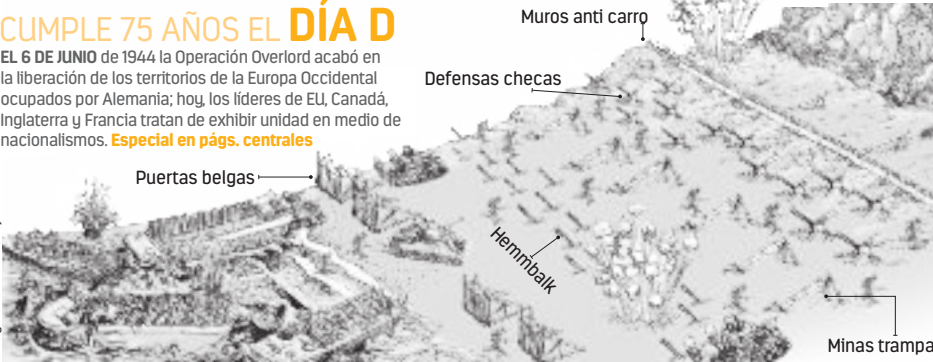 CUMPLE 75 AÑOS EL DÍA D
EL 6 DE JUNIO de 1944 la Operación Overlord acabó en
la liberación de los territorios de la Europa Occidental
ocupados por Alemania; hoy, los líderes de EU, Canadá,
Inglaterra y Francia tratan de exhibir unidad en medio de
nacionalismos. Especial en págs. centrales
Muros anti carro
Defensas checas
Puertas belgas
Hemmbalk
Minas trampa